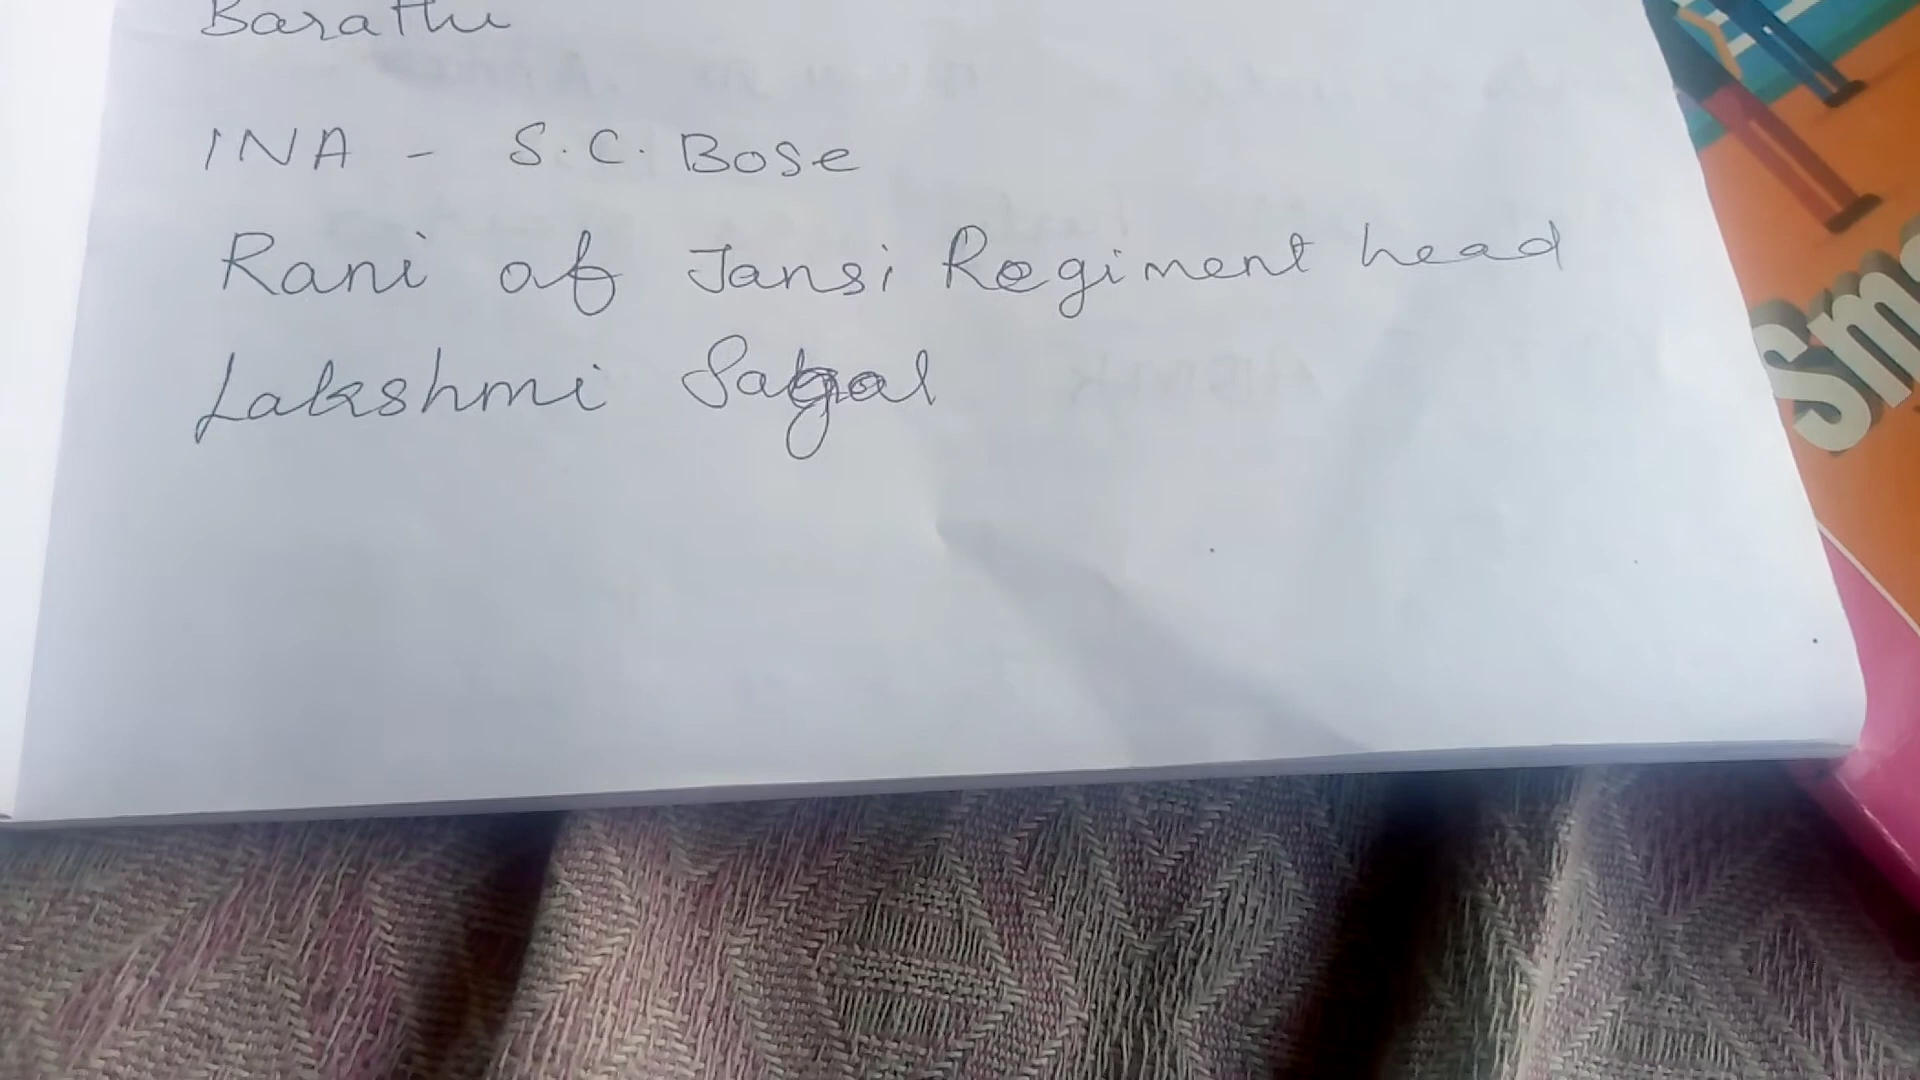 Barathi
INA - S.C. Bose
Rani of Jansi Regiment head
Lakshmi Sagal